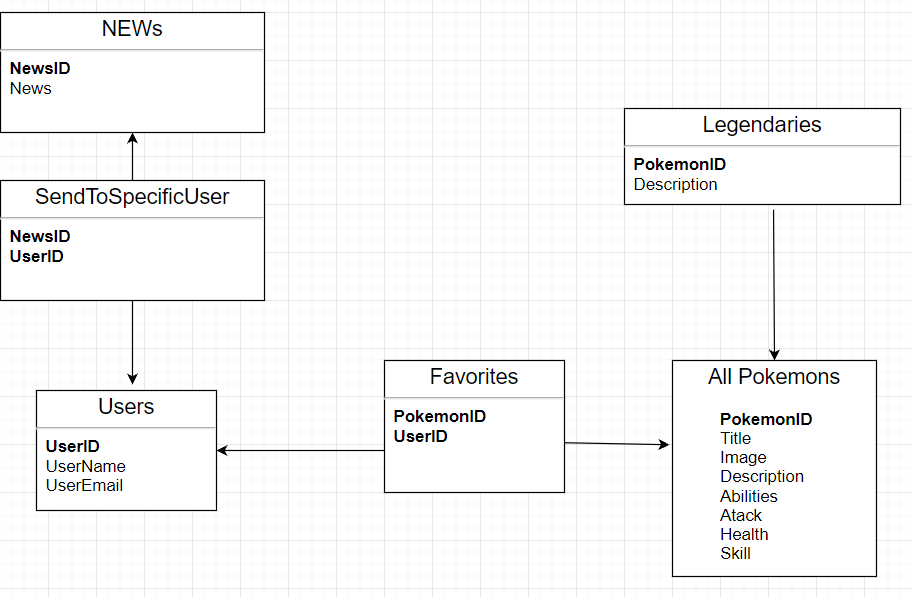 NEWs
NewsID
News
SendToSpecificUser
NewsID
UserID
Users
UserID
UserName
UserEmail
Favorites
PokemonID
UserID
Legendaries
PokemonID
Description
All Pokemons
PokemonID
Title
Image
Description
Abilities
Atack
Health
Skill